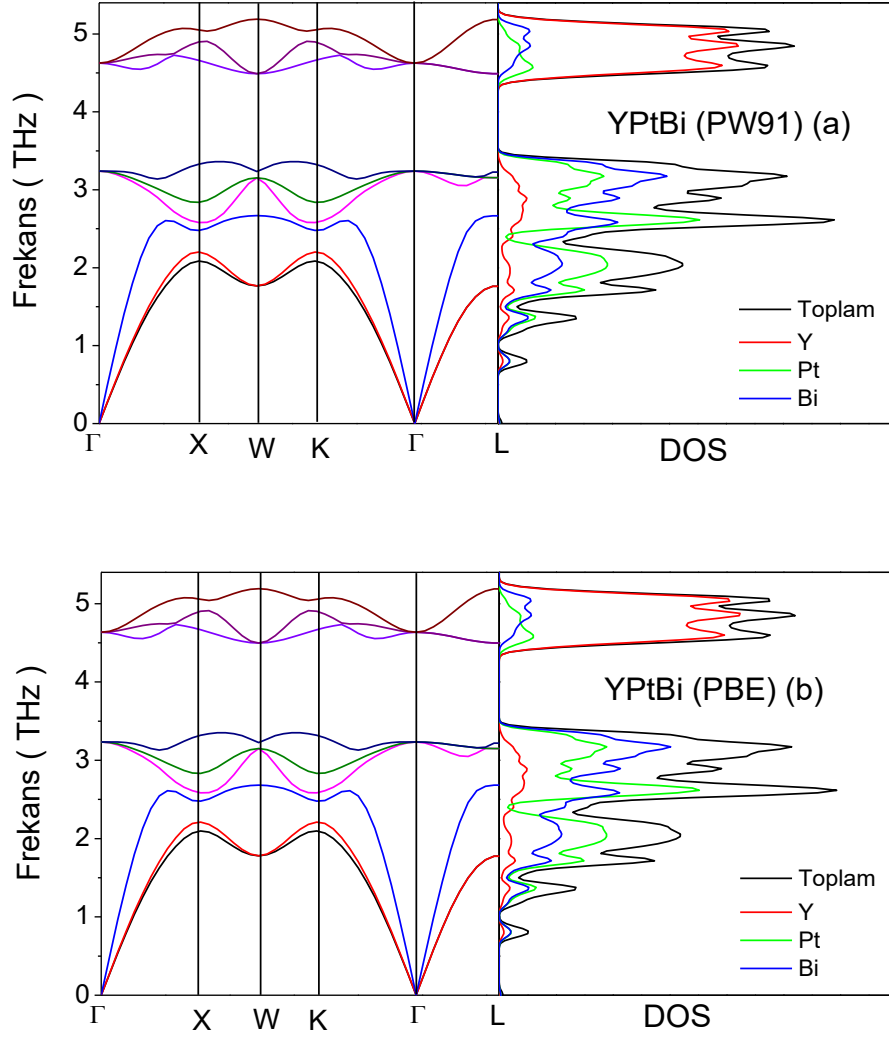 5
4
3
2
1
0
Frekans ( THz )
YPtBi (PW91) (a)
Toplam
Y
Pt
Bi
Γ X W K Γ L DOS
5
4
3
2
1
0
Frekans ( THz )
YPtBi (PBE) (b)
Toplam
Y
Pt
Bi
Γ X W K Γ L DOS